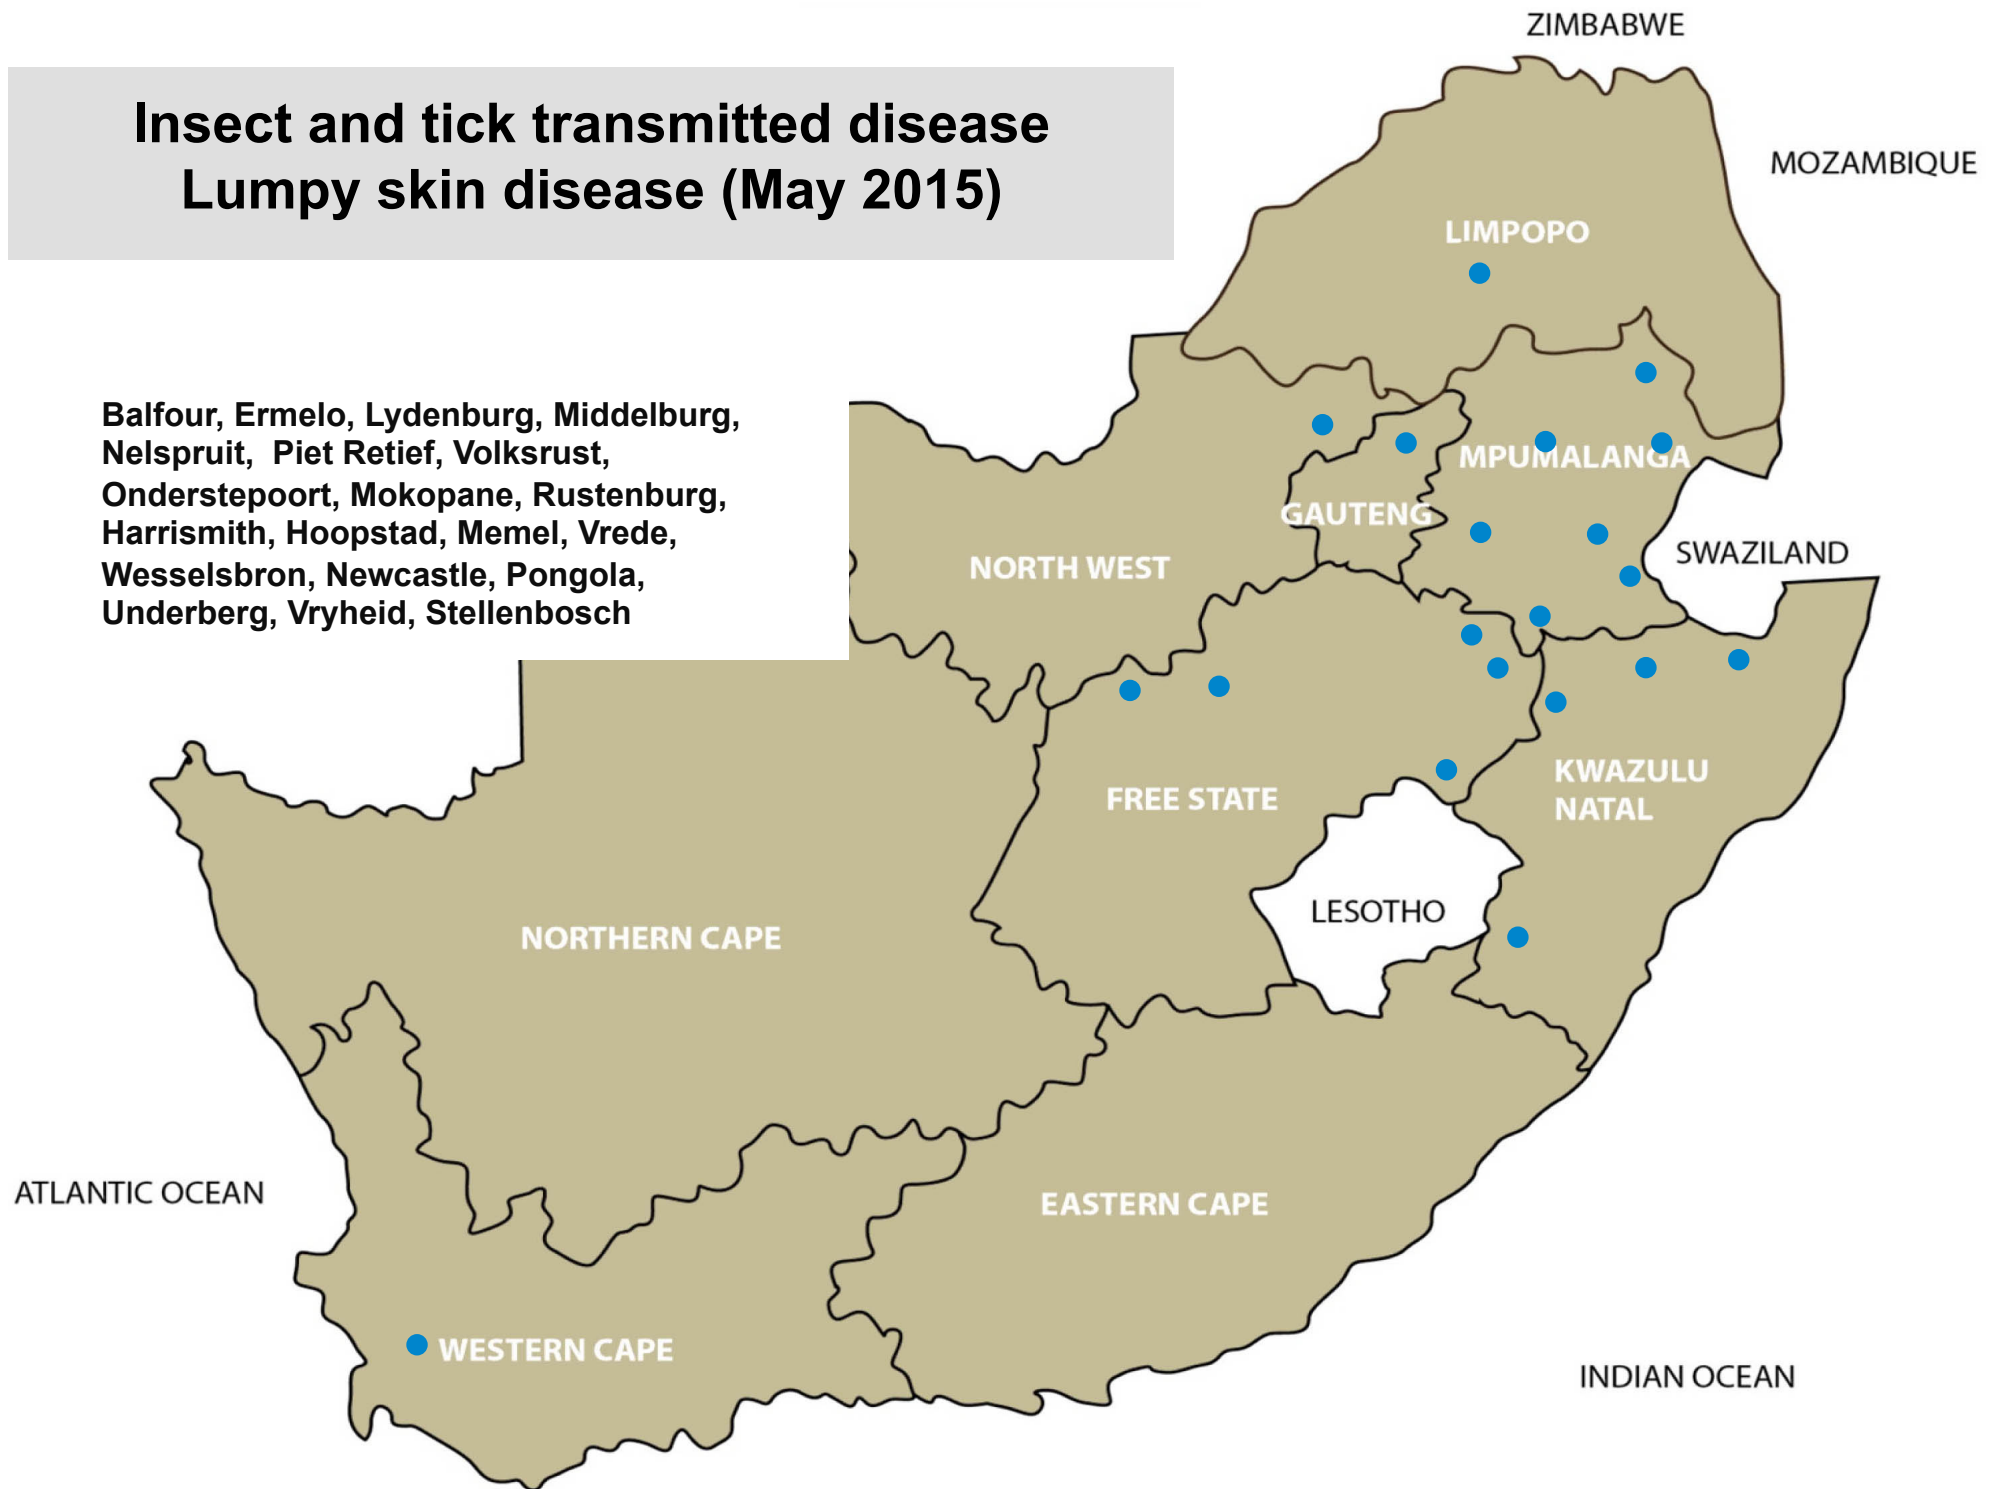 ZIMBABWE
Insect and tick transmitted disease
Lumpy skin disease (May 2015)
MOZAMBIQUE
LIMPOPO
Balfour, Ermelo, Lydenburg, Middelburg,
Nelspruit, Piet Retief, Volksrust,
Onderstepoort, Mokopane, Rustenburg,
Harrismith, Hoopstad, Memel, Vrede,
Wesselsbron, Newcastle, Pongola,
Underberg, Vryheid, Stellenbosch
MPUMALANGA
GAUTENG
SWAZILAND
NORTH WEST
KWAZULU
NATAL
FREE STATE
LESOTHO
NORTHERN CAPE
ATLANTIC OCEAN
EASTERN CAPE
WESTERN CAPE
INDIAN OCEAN